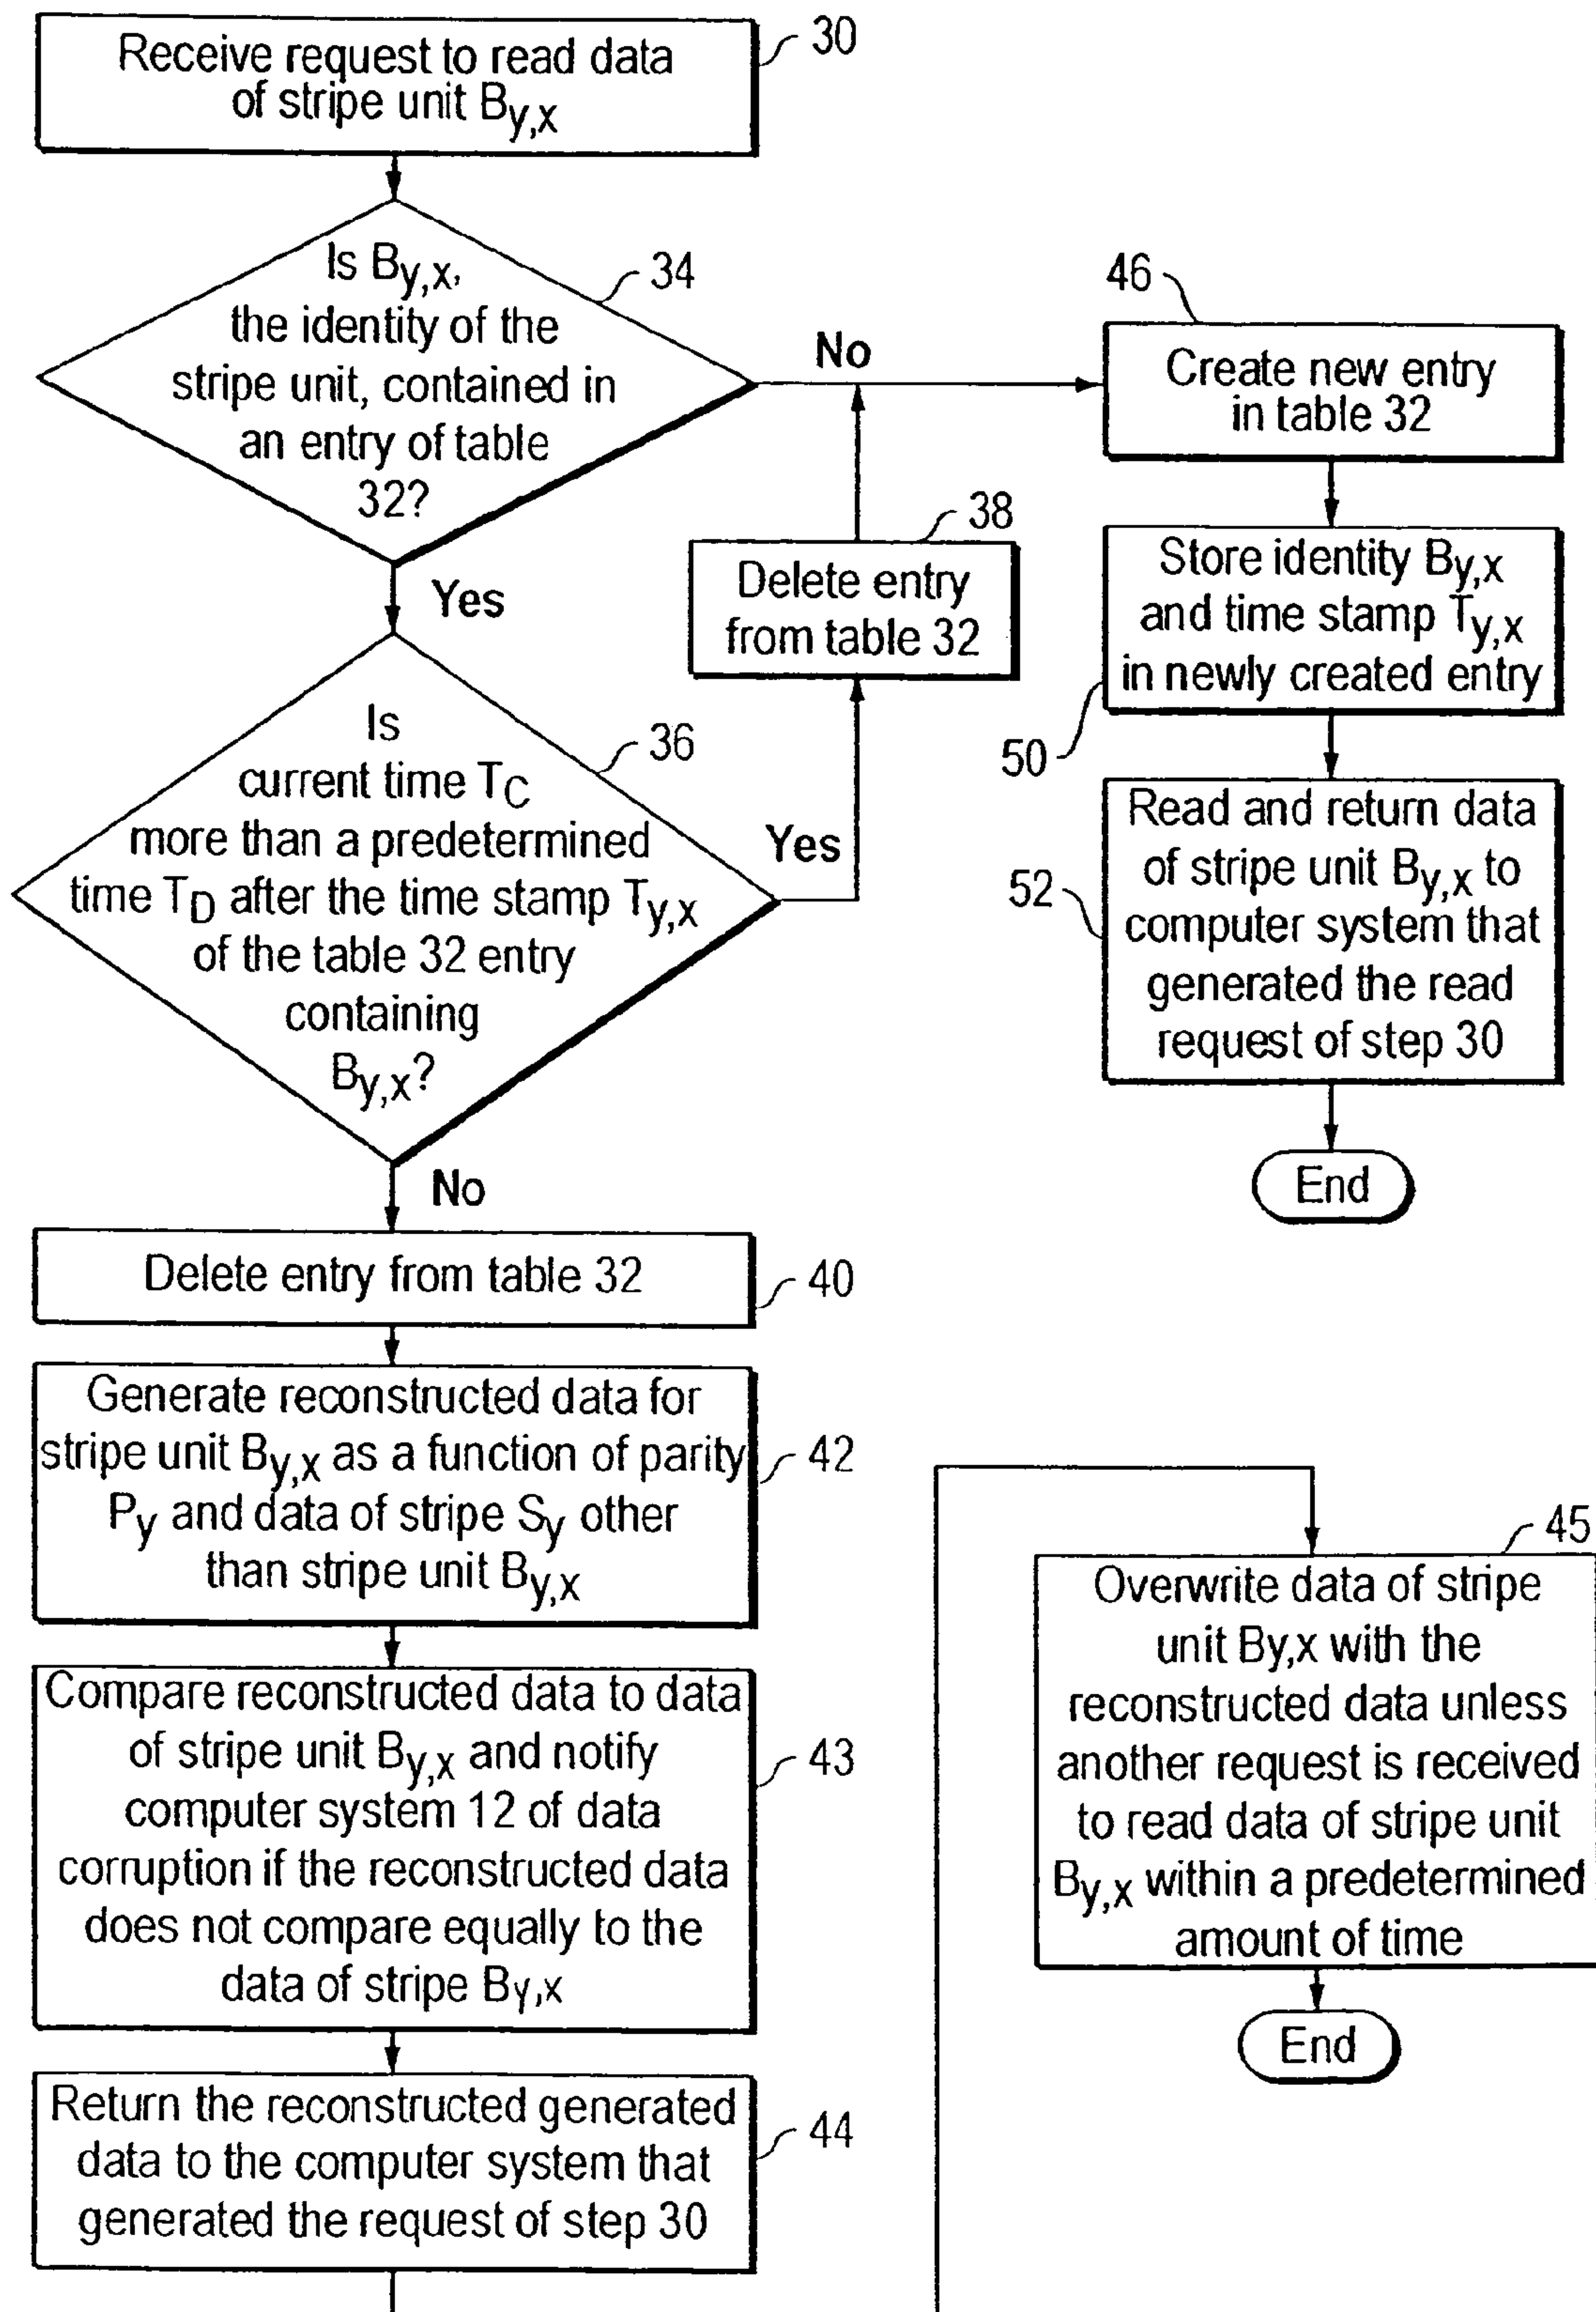 Receive request to read data
of stripe unit By,x
30
Is By,x,
the identity of the
stripe unit, contained in
an entry of table
32?
34
No
Yes
Is
current time TC
more than a predetermined
time TD after the time stamp Ty,x
of the table 32 entry
containing
By,x?
36
Yes
No
Delete entry
from table 32
38
46
Create new entry
in table 32
Store identity By,x
and time stamp Ty,x
in newly created entry
50
Read and return data
of stripe unit By,x to
computer system that
generated the read
request of step 30
52
End
Delete entry from table 32
40
Generate reconstructed data for
stripe unit By,x as a function of parity
Py and data of stripe Sy other
than stripe unit By,x
42
Compare reconstructed data to data
of stripe unit By,x and notify
computer system 12 of data
corruption if the reconstructed data
does not compare equally to the
data of stripe By,x
43
Return the reconstructed generated
data to the computer system that
generated the request of step 30
44
45
Overwrite data of stripe
unit By,x with the
reconstructed data unless
another request is received
to read data of stripe unit
By,x within a predetermined
amount of time
End